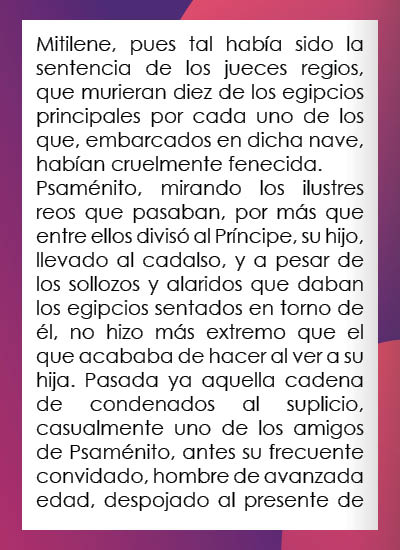 Mitilene, pues tal había sido la
sentencia de los jueces regios,
que murieran diez de los egipcios
principales por cada uno de los
que, embarcados en dicha nave,
habían cruelmente fenecida.
Psaménito, mirando los ilustres
reos que pasaban, por más que
entre ellos divisó al Príncipe, su hijo,
llevado al cadalso, y a pesar de
los sollozos y alaridos que daban
los egipcios sentados en torno de
él, no hizo más extremo que el
que acababa de hacer al ver a su
hija. Pasada ya aquella cadena
de condenados al suplicio,
casualmente uno de los amigos
de Psaménito, antes su frecuente
convidado, hombre de avanzada
edad, despojado al presente de